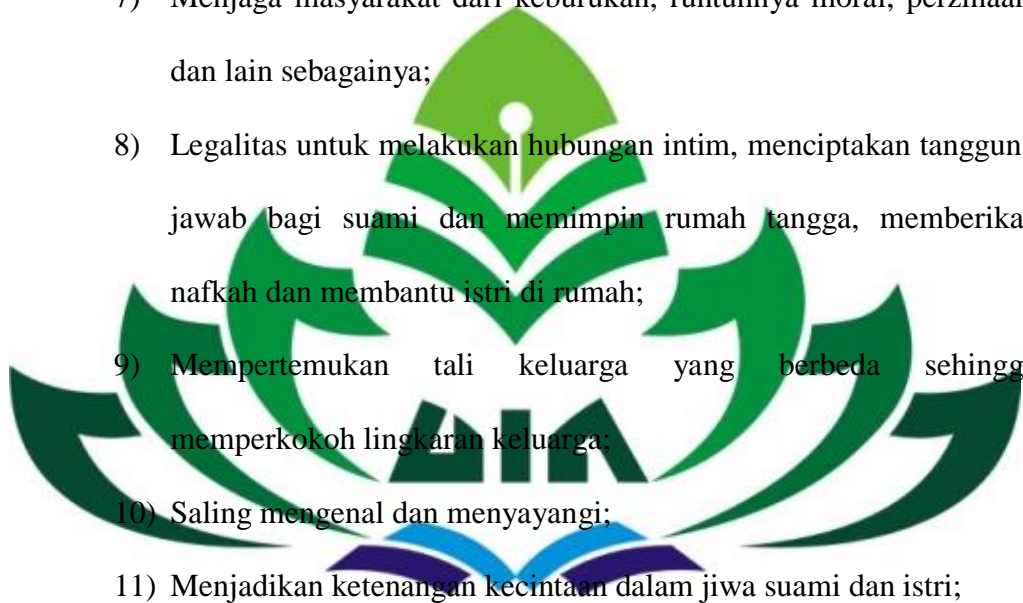 7) Menjaga masyarakat dari keburukan, runtuhnya moral, perzinaan
dan lain sebagainya;
8) Legalitas untuk melakukan hubungan intim, menciptakan tanggun
jawab bagi suami dan memimpin rumah tangga, memberika
nafkah dan membantu istri di rumah;
9) Mempertemukan tali keluarga yang berbeda sehingg
memperkokoh lingkaran keluarga;
UIN
10) Saling mengenal dan menyayangi;
11) Menjadikan ketenangan kecintaan dalam jiwa suami dan istri;